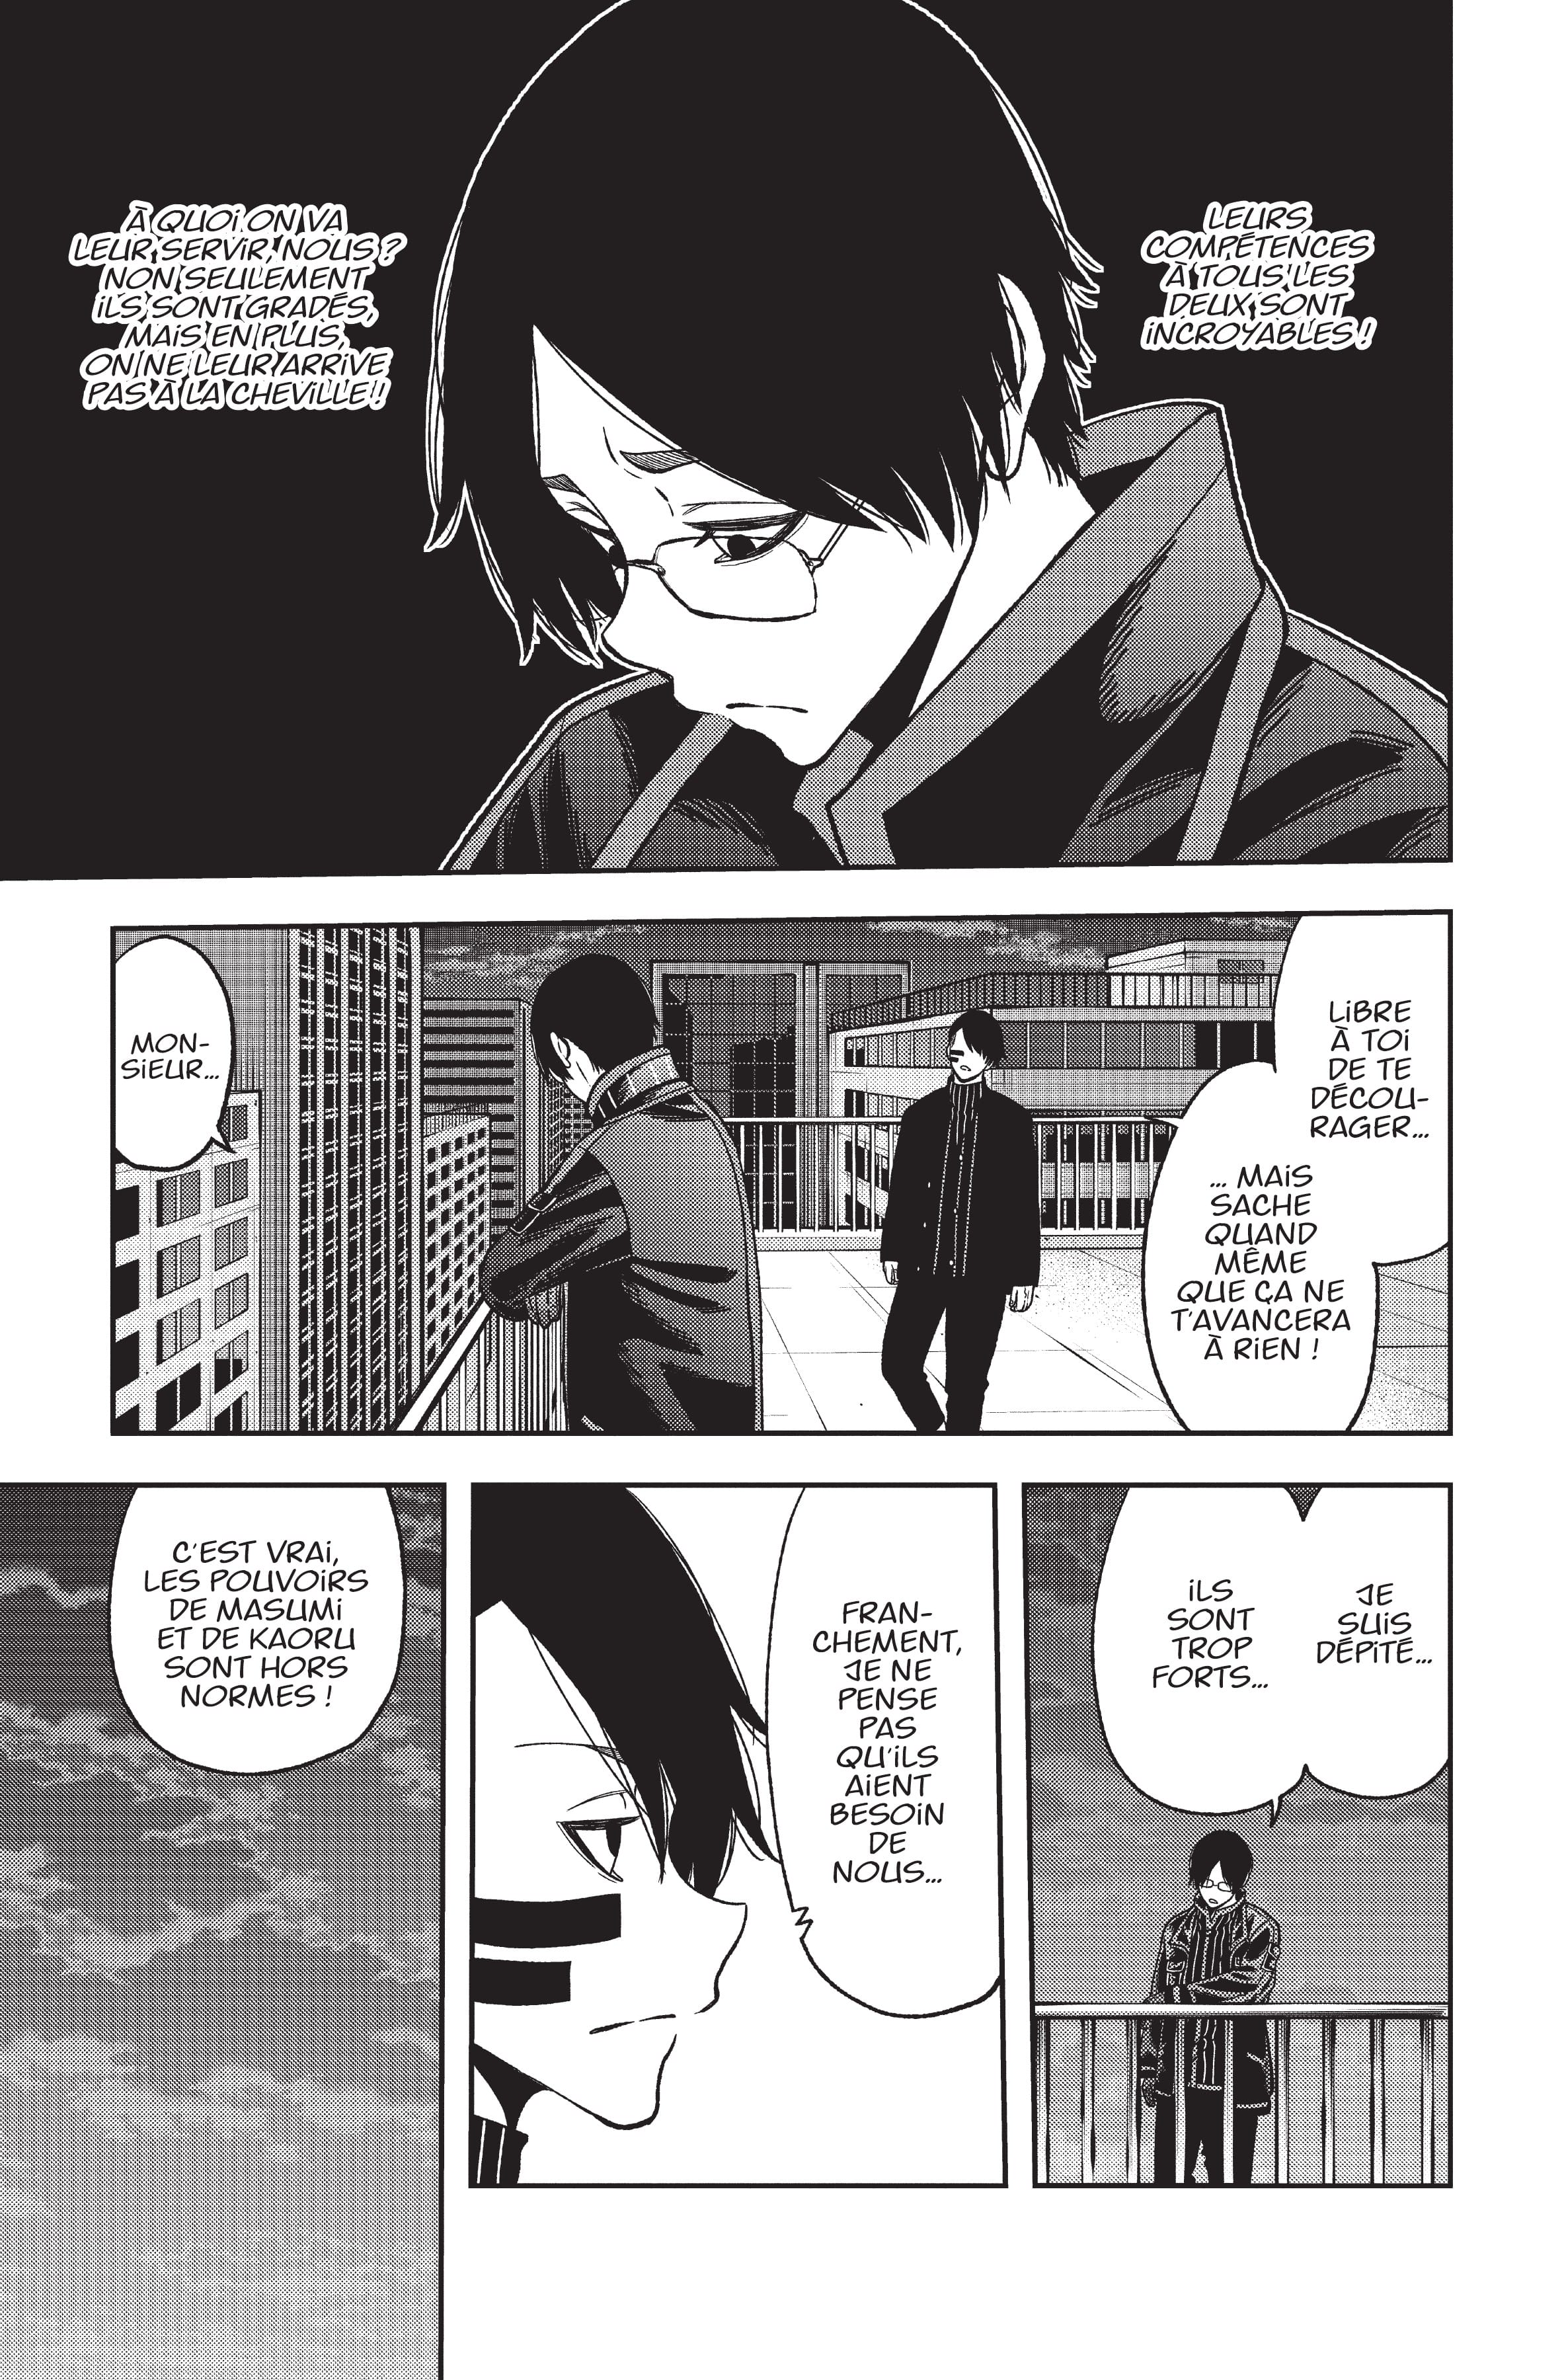 LEURS
COMPÉTENCES
À TOUS LES
DEUX SONT
INCROYABLES !
À QUOI ON VA
LEUR SERVIR, NOUS ?
NON SEULEMENT
ILS SONT GRADÉS,
MAIS EN PLUS,
ON NE LEUR ARRIVE
PAS À LA CHEVILLE !!
LIBRE
À TOI
DE TE
DÉCOU-
RAGER...
... MAIS
SACHE
QUAND
MÊME
QUE ÇA NE
T'AVANCERA
À RIEN !
MON-
SIEUR...
JE
SUIS
DÉPITÉ...
ILS
SONT
TROP
FORTS...
FRAN-
CHEMENT,
JE NE
PENSE
PAS
QU'ILS
AIENT
BESOIN
DE
NOUS...
C'EST VRAI,
LES POUVOIRS
DE MASUMI
ET DE KAORU
SONT HORS
NORMES !